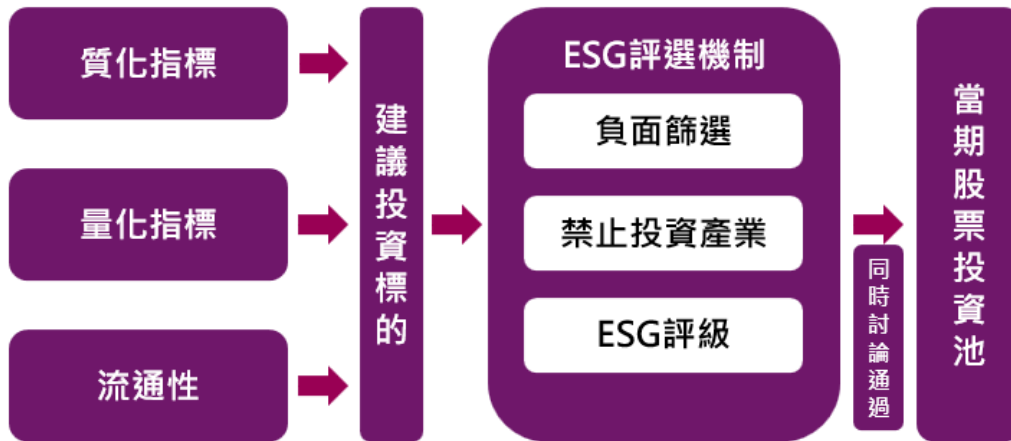 質化指標
量化指標
流通性
建議投資標的
ESG評選機制
負面篩選
禁止投資產業
ESG評級
同時討論通過
當期股票投資池